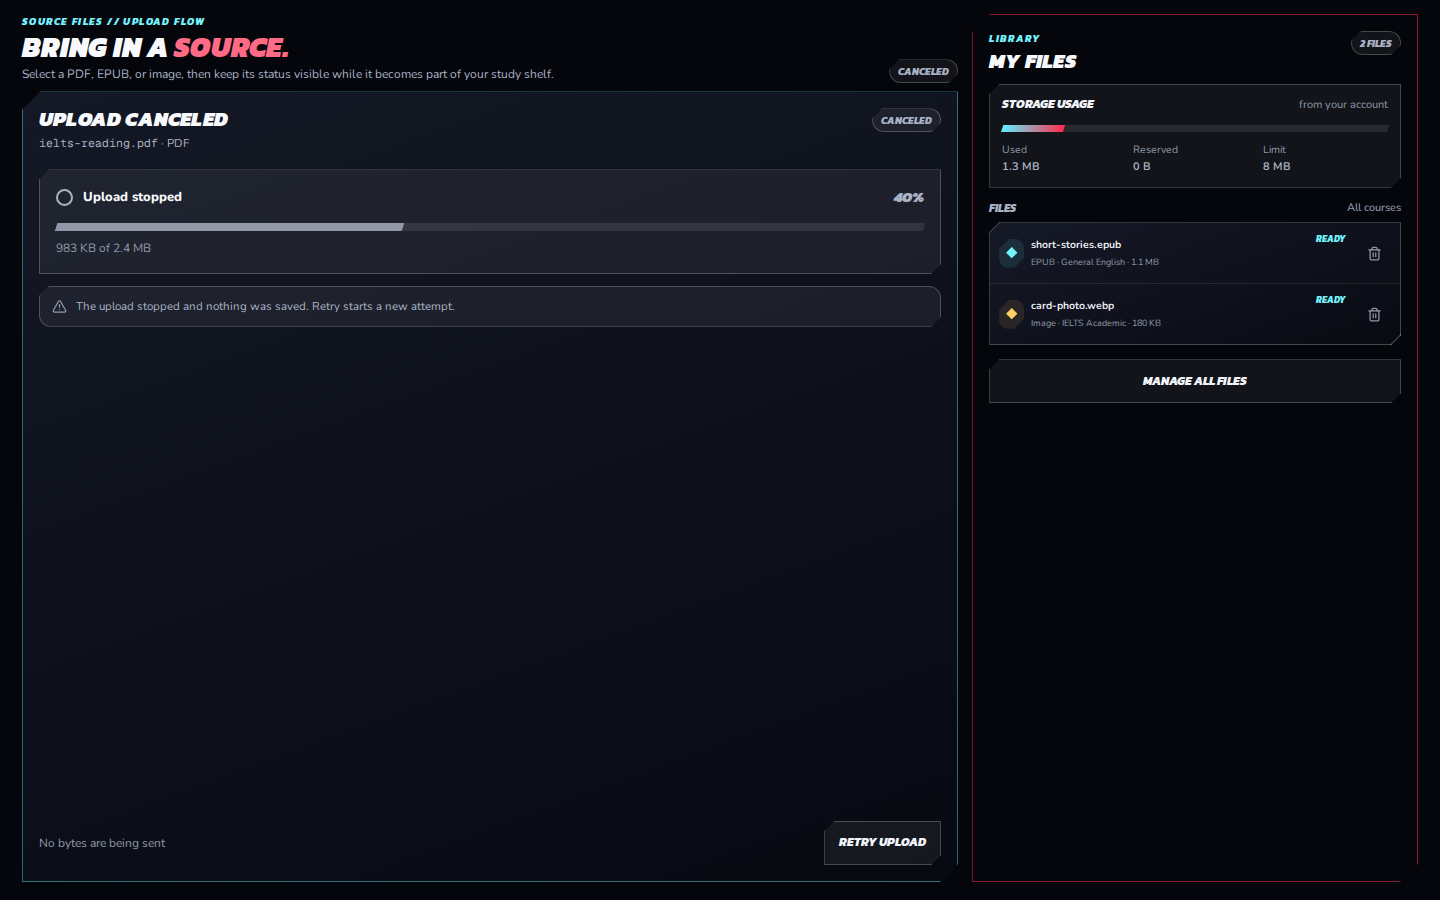 SOURCE FILES // UPLOAD FLOW
BRING IN A SOURCE.
Select a PDF, EPUB, or image, then keep its status visible while it becomes part of your study shelf.
CANCELED
UPLOAD CANCELED
CANCELED
ielts-reading.pdf · PDF
Upload stopped
40%
983 KB of 2.4 MB
The upload stopped and nothing was saved. Retry starts a new attempt.
No bytes are being sent
RETRY UPLOAD
LIBRARY
MY FILES
2 FILES
STORAGE USAGE
from your account
Used
Reserved
Limit
1.3 MB
0 B
8 MB
FILES
All courses
short-stories.epub
READY
EPUB · General English · 1.1 MB
card-photo.webp
READY
Image · IELTS Academic · 180 KB
MANAGE ALL FILES